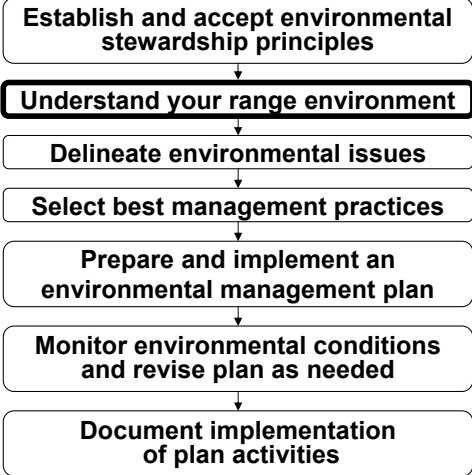 Establish and accept environmental
stewardship principles
Understand your range environment
Delineate environmental issues
Select best management practices
Prepare and implement an
environmental management plan
Monitor environmental conditions
and revise plan as needed
Document implementation
of plan activities